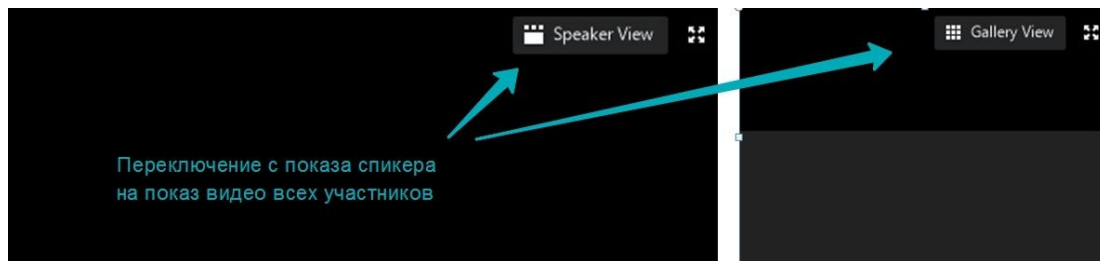 Speaker View
Gallery View
Переключение с показа спикера
на показ видео всех участников